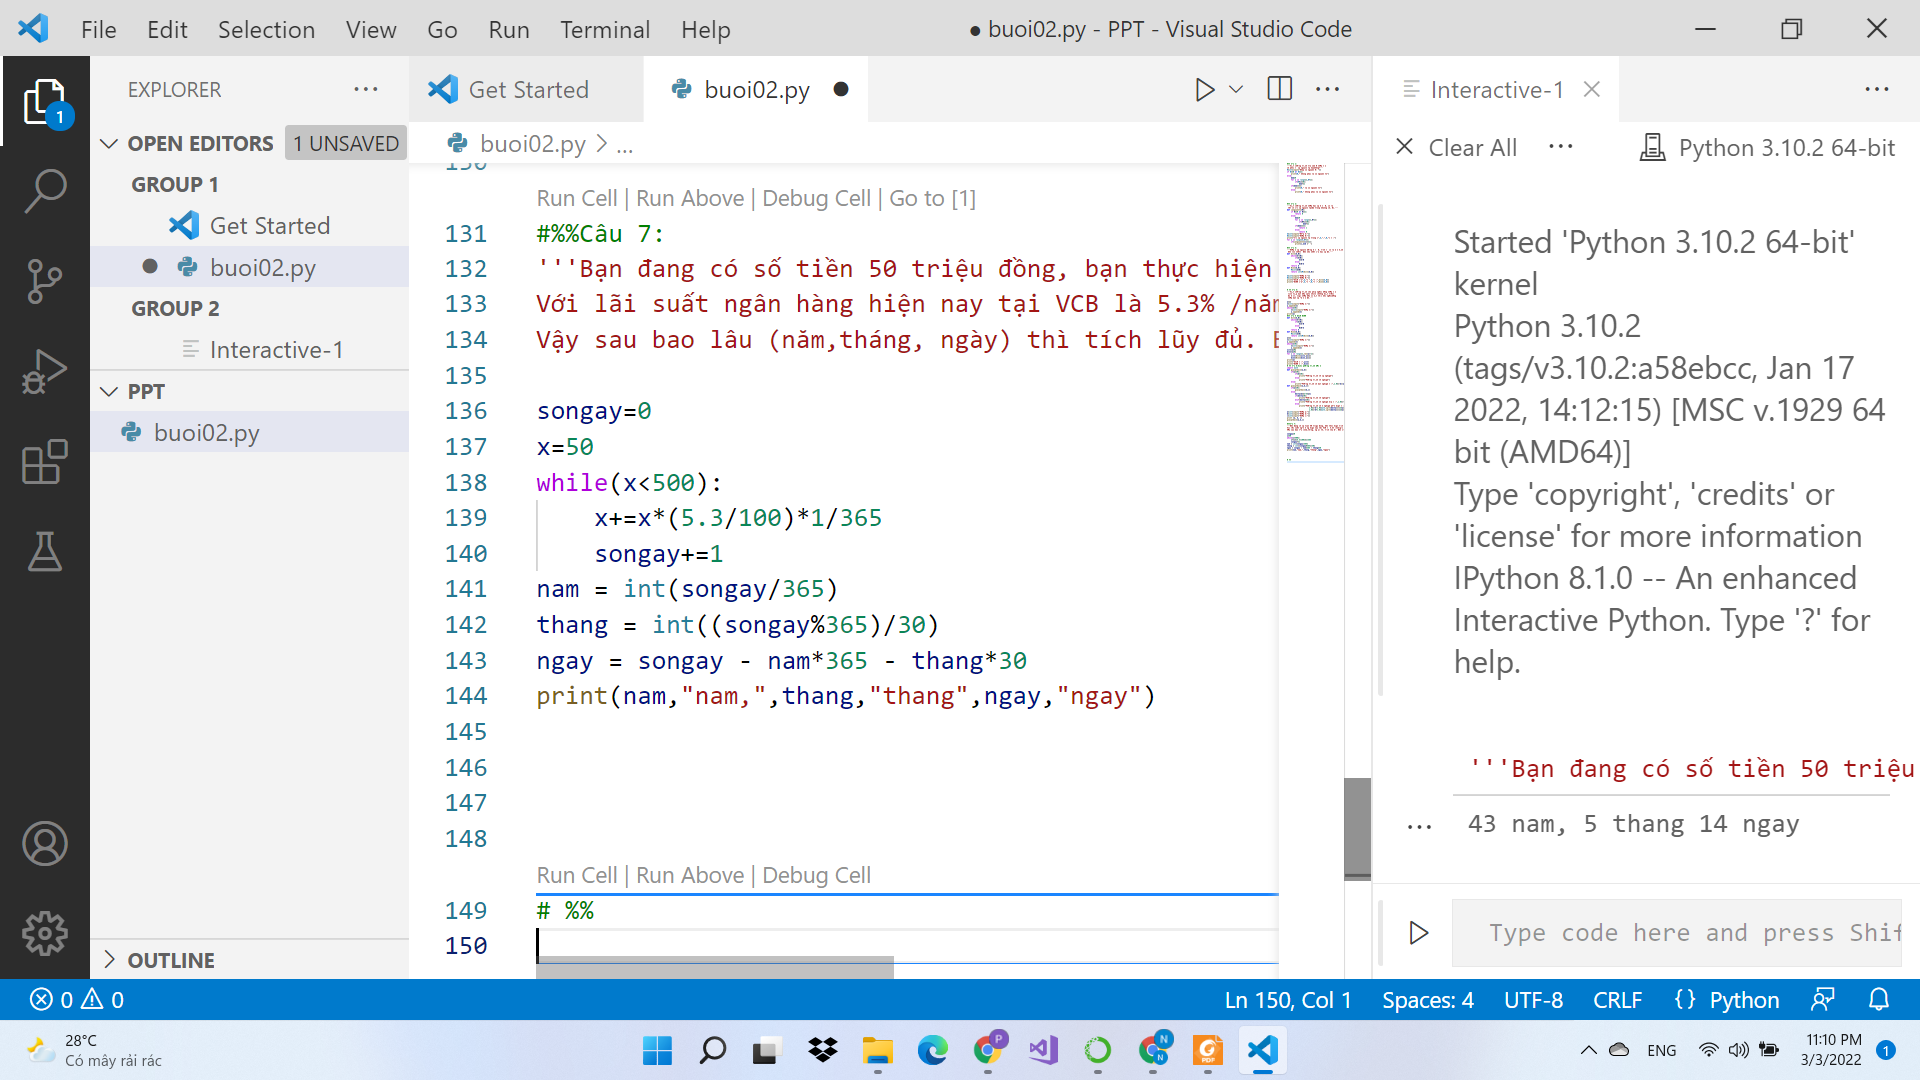 File Edit Selection View Go Run Terminal Help
● buoi02.py - PPT - Visual Studio Code
1
EXPLORER
OPEN EDITORS 1 UNSAVED
GROUP 1
Get Started
buoi02.py
GROUP 2
Interactive-1
PPT
buoi02.py
OUTLINE
Get Started
buoi02.py
buoi02.py > ...
Run Cell | Run Above | Debug Cell | Go to [1]
131 #%%Câu 7:
132 '''Bạn đang có số tiền 50 triệu đồng, bạn thực hiện
133 Với lãi suất ngân hàng hiện nay tại VCB là 5.3% /năm
134 Vậy sau bao lâu (năm,tháng, ngày) thì tích lũy đủ.
135
136 songay=0
137 x=50
138 while(x<500):
139 x+=x*(5.3/100)*1/365
140 songay+=1
141 nam = int(songay/365)
142 thang = int((songay%365)/30)
143 ngay = songay - nam*365 - thang*30
144 print(nam,"nam,",thang,"thang",ngay,"ngay")
145
146
147
148
Run Cell | Run Above | Debug Cell
149 # %%
150
Interactive-1
Clear All
Python 3.10.2 64-bit
Started 'Python 3.10.2 64-bit'
kernel
Python 3.10.2
(tags/v3.10.2:a58ebcc, Jan 17
2022, 14:12:15) [MSC v.1929 64
bit (AMD64)]
Type 'copyright', 'credits' or
'license' for more information
IPython 8.1.0 -- An enhanced
Interactive Python. Type '?' for
help.
'''Bạn đang có số tiền 50 triệu
43 nam, 5 thang 14 ngay
Type code here and press Shif
0 0
Ln 150, Col 1 Spaces: 4 UTF-8 CRLF {} Python
28°C
Có mây rải rác
P
N
N
PDF
ENG
11:10 PM
3/3/2022
1